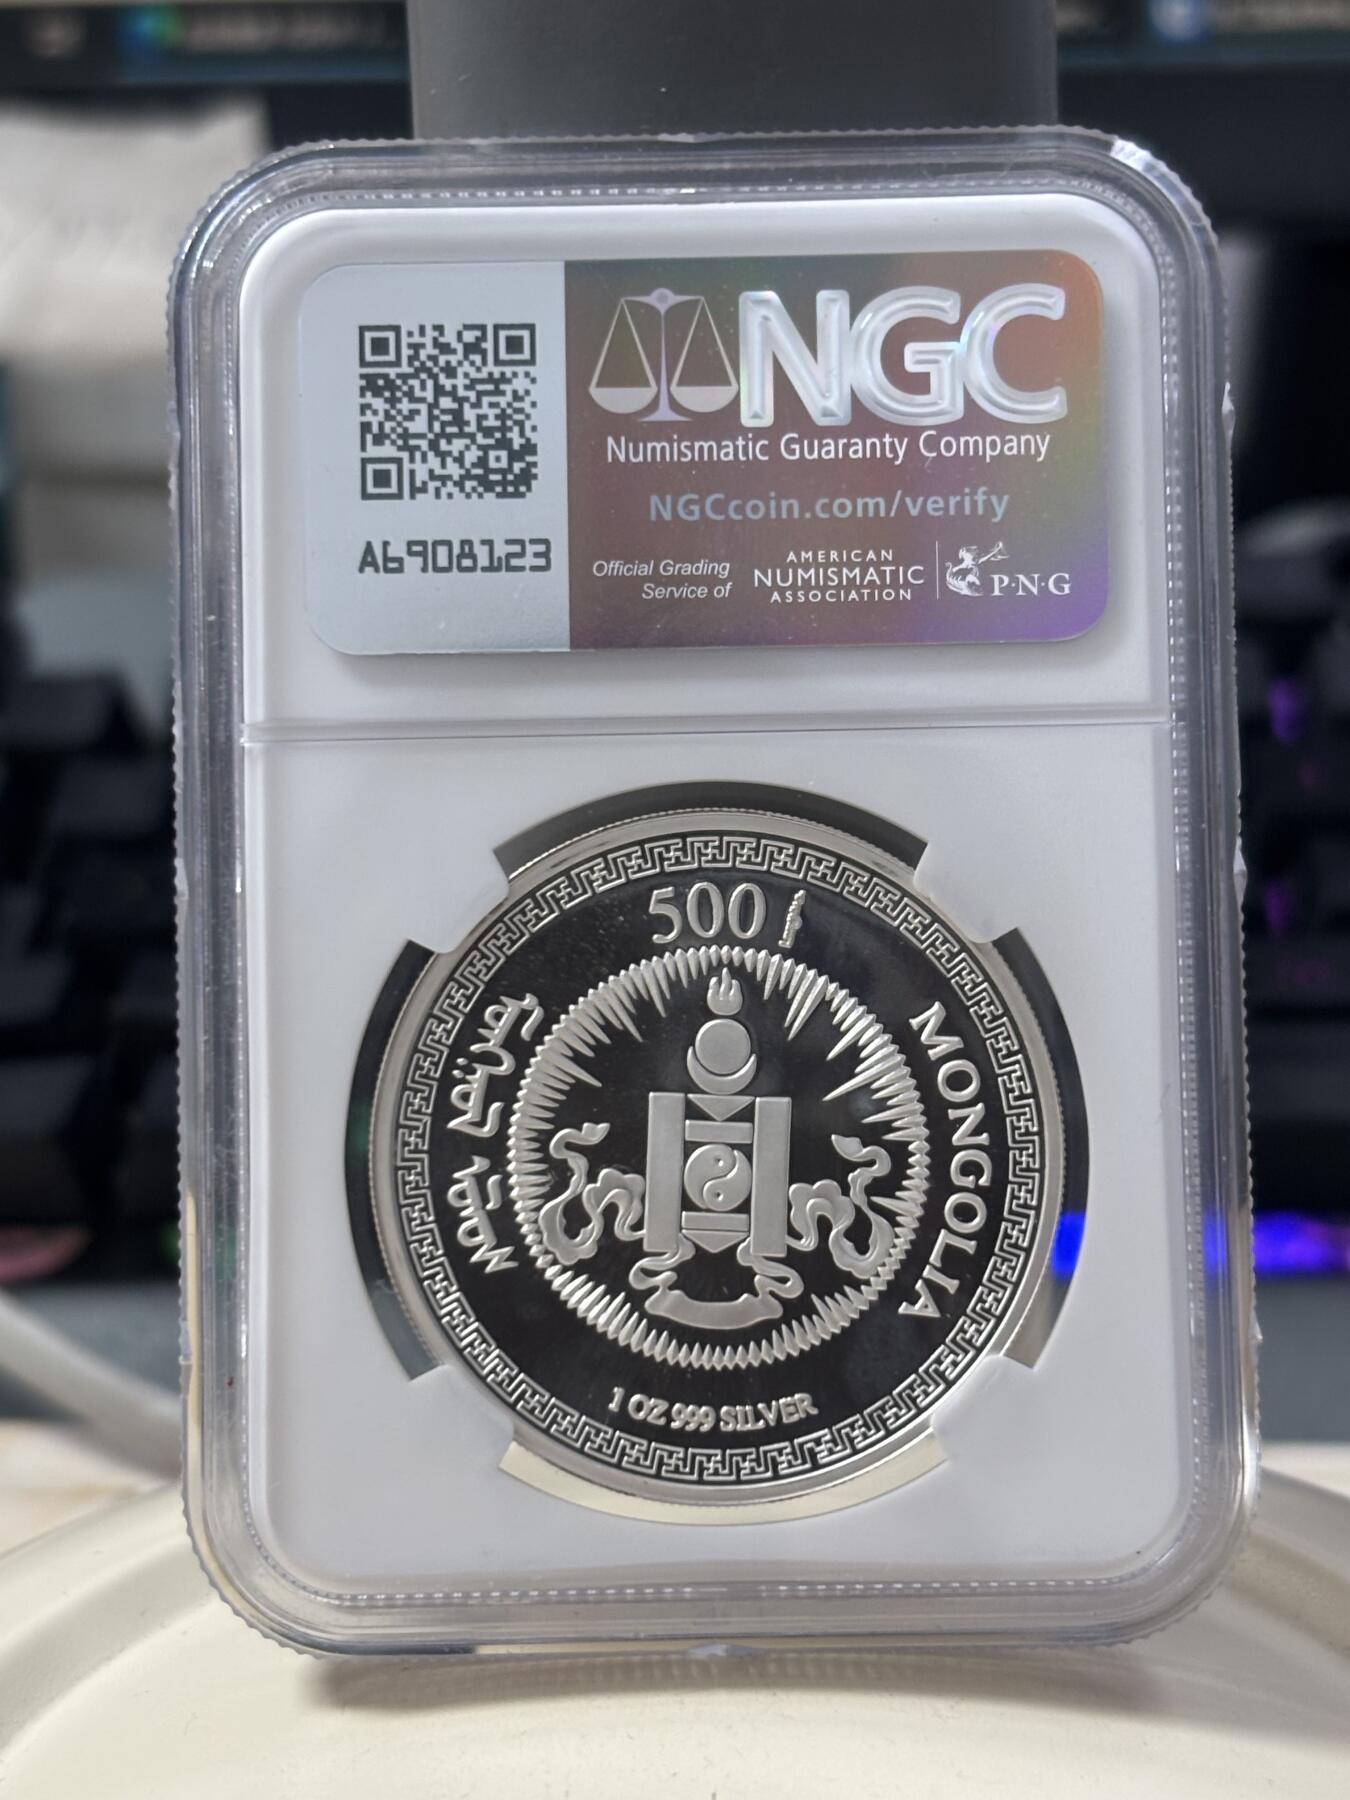 NGC
Numismatic Guaranty Company
NGCcoin.com/verify
A6908123
Official Grading
Service of
AMERICAN
NUMISMATIC
ASSOCIATION
P·N·G
500
MONGOLIA
1 OZ 999 SILVER